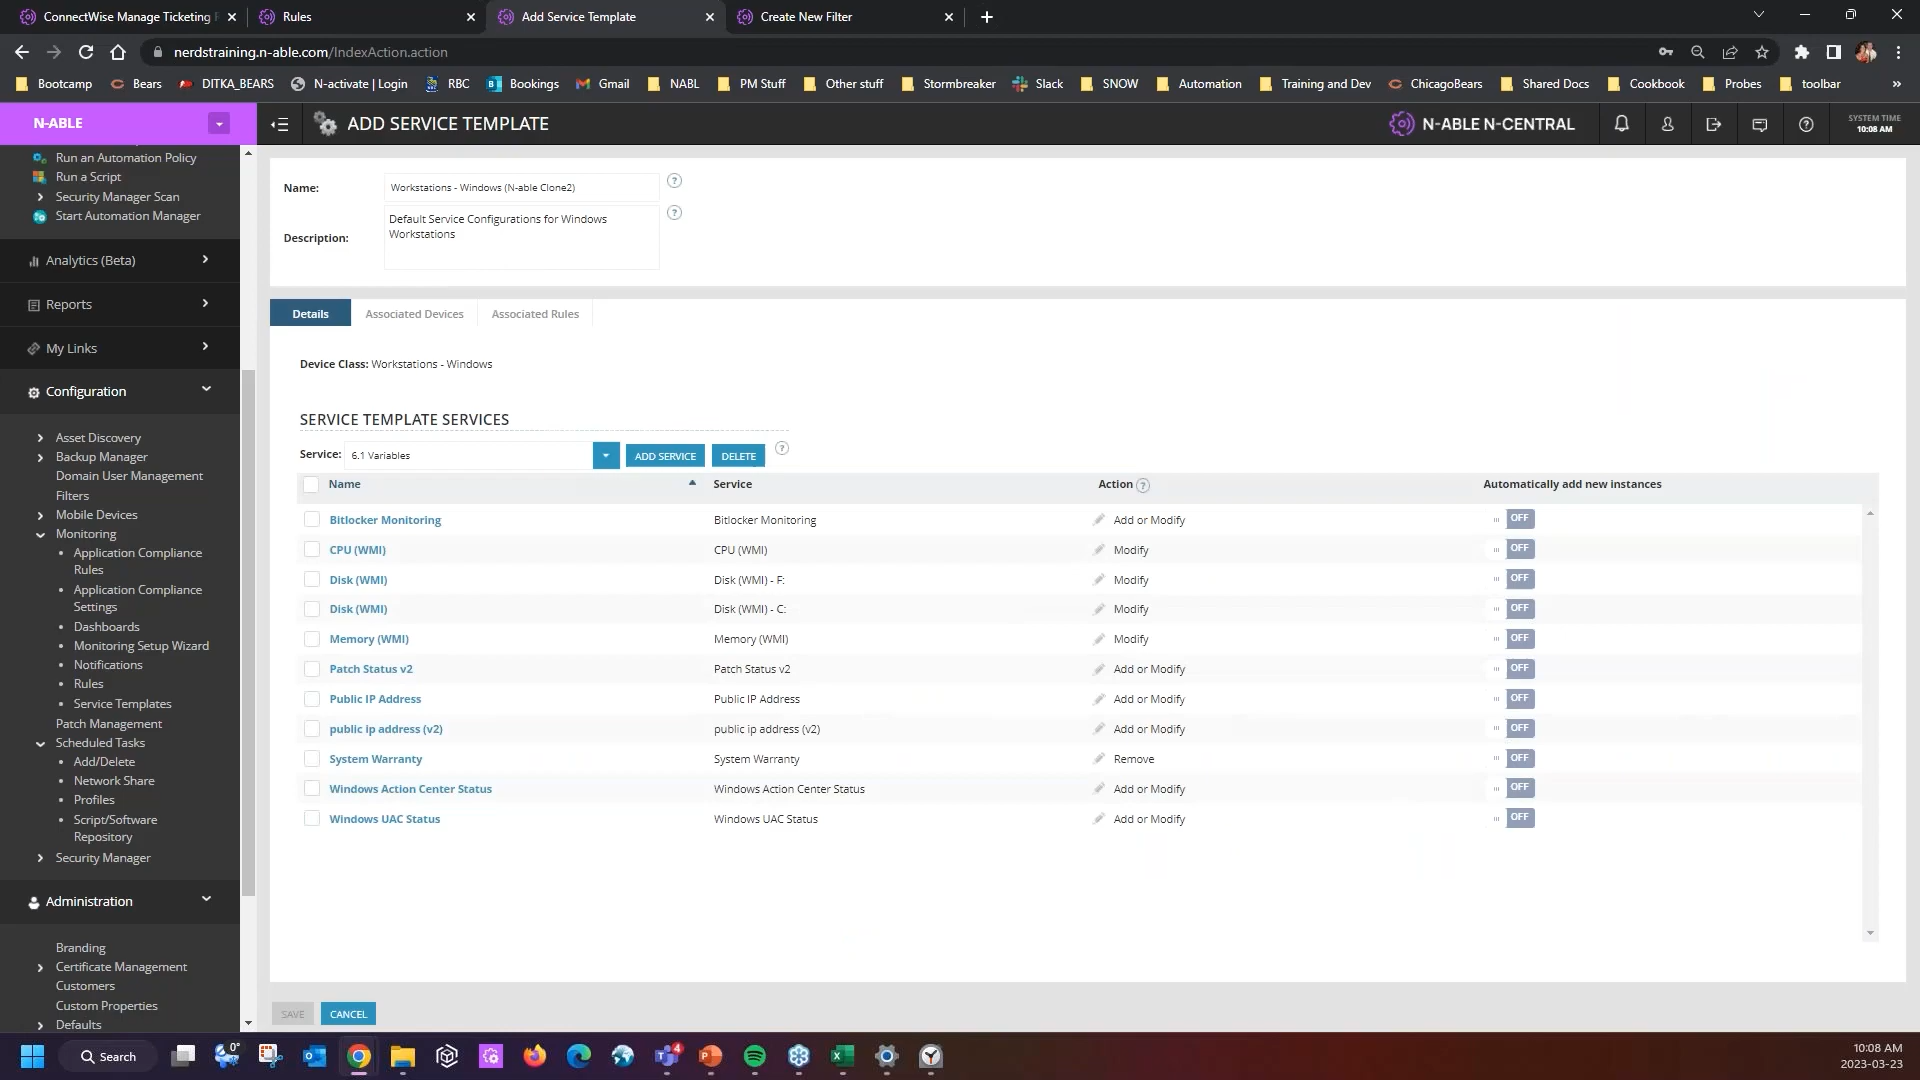 ConnectWise Manage Ticketing
Rules
Add Service Template
Create New Filter
nerdstraining.n-able.com/IndexAction.action
Bootcamp
Bears
DITKA_BEARS
N-activate | Login
RBC
Bookings
Gmail
NABL
PM Stuff
Other stuff
Stormbreaker
Slack
SNOW
Automation
Training and Dev
ChicagoBears
Shared Docs
Cookbook
Probes
toolbar
N-ABLE
ADD SERVICE TEMPLATE
N-ABLE N-CENTRAL
SYSTEM TIME
10:08 AM
Run an Automation Policy
Run a Script
Security Manager Scan
Start Automation Manager
Analytics (Beta)
Reports
My Links
Configuration
Asset Discovery
Backup Manager
Domain User Management
Filters
Mobile Devices
Monitoring
Application Compliance
Rules
Application Compliance
Settings
Dashboards
Monitoring Setup Wizard
Notifications
Rules
Service Templates
Patch Management
Scheduled Tasks
Add/Delete
Network Share
Profiles
Script/Software
Repository
Security Manager
Administration
Branding
Certificate Management
Customers
Custom Properties
Defaults
Name: Workstations - Windows (N-able Clone2)
Description: Default Service Configurations for Windows
Workstations
Details Associated Devices Associated Rules
Device Class: Workstations - Windows
SERVICE TEMPLATE SERVICES
Service: 6.1 Variables ADD SERVICE DELETE
Name Service Action Automatically add new instances
Bitlocker Monitoring Bitlocker Monitoring Add or Modify OFF
CPU (WMI) CPU (WMI) Modify OFF
Disk (WMI) Disk (WMI) - F: Modify OFF
Disk (WMI) Disk (WMI) - C: Modify OFF
Memory (WMI) Memory (WMI) Modify OFF
Patch Status v2 Patch Status v2 Add or Modify OFF
Public IP Address Public IP Address Add or Modify OFF
public ip address (v2) public ip address (v2) Add or Modify OFF
System Warranty System Warranty Remove OFF
Windows Action Center Status Windows Action Center Status Add or Modify OFF
Windows UAC Status Windows UAC Status Add or Modify OFF
SAVE CANCEL
Search
0°
4
10:08 AM
2023-03-23